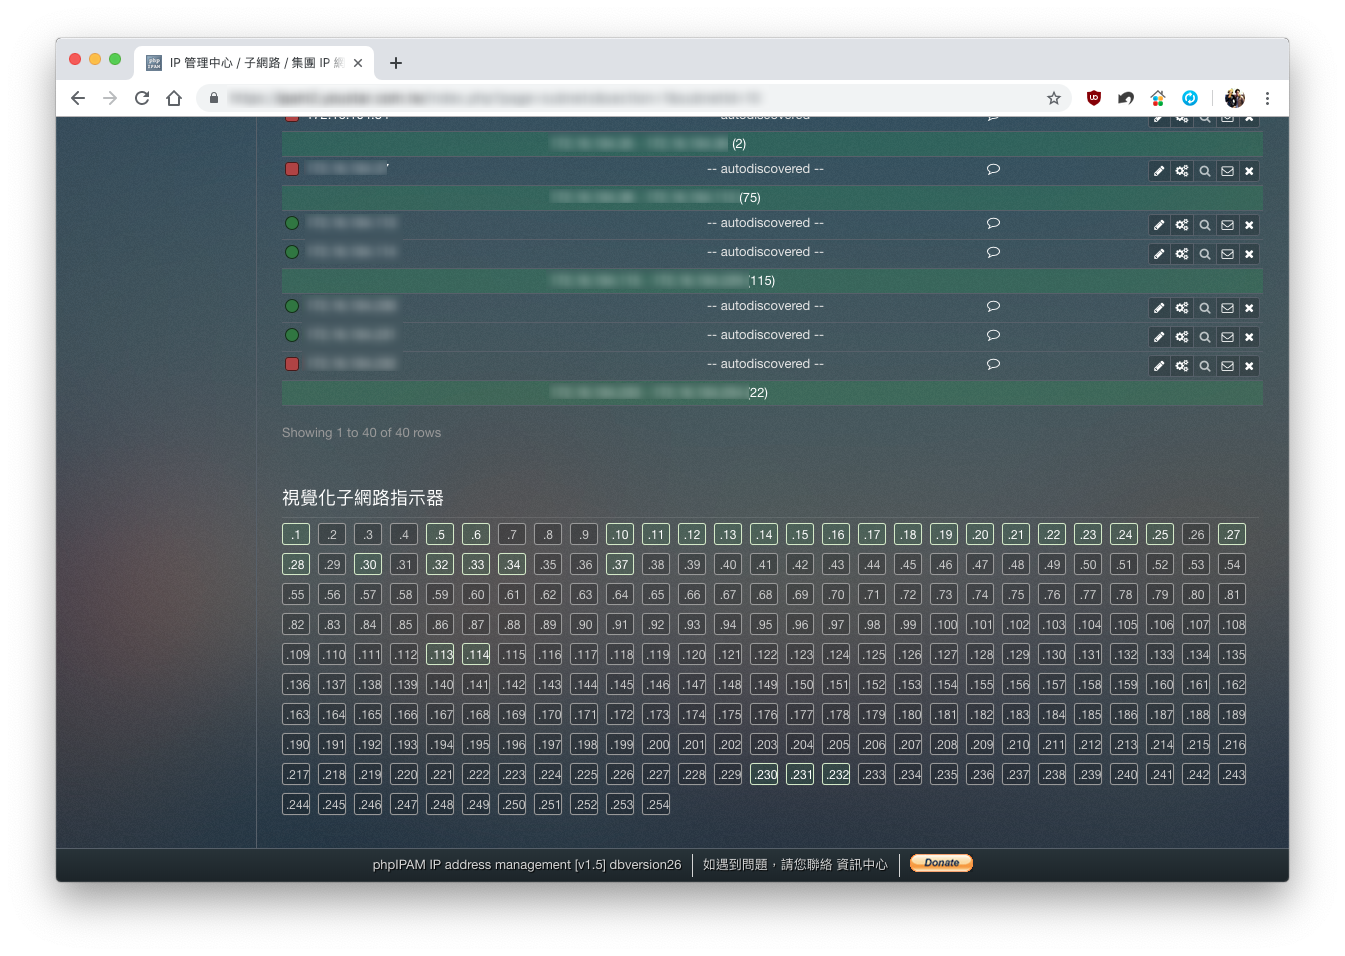 IP 管理中心 / 子網路 / 集團 IP
-- autodiscovered --
(2)
-- autodiscovered --
(75)
-- autodiscovered --
-- autodiscovered --
(115)
-- autodiscovered --
-- autodiscovered --
-- autodiscovered --
(22)
Showing 1 to 40 of 40 rows
視覺化子網路指示器
.1 .2 .3 .4 .5 .6 .7 .8 .9 .10 .11 .12 .13 .14 .15 .16 .17 .18 .19 .20 .21 .22 .23 .24 .25 .26 .27
.28 .29 .30 .31 .32 .33 .34 .35 .36 .37 .38 .39 .40 .41 .42 .43 .44 .45 .46 .47 .48 .49 .50 .51 .52 .53 .54
.55 .56 .57 .58 .59 .60 .61 .62 .63 .64 .65 .66 .67 .68 .69 .70 .71 .72 .73 .74 .75 .76 .77 .78 .79 .80 .81
.82 .83 .84 .85 .86 .87 .88 .89 .90 .91 .92 .93 .94 .95 .96 .97 .98 .99 .100 .101 .102 .103 .104 .105 .106 .107 .108
.109 .110 .111 .112 .113 .114 .115 .116 .117 .118 .119 .120 .121 .122 .123 .124 .125 .126 .127 .128 .129 .130 .131 .132 .133 .134 .135
.136 .137 .138 .139 .140 .141 .142 .143 .144 .145 .146 .147 .148 .149 .150 .151 .152 .153 .154 .155 .156 .157 .158 .159 .160 .161 .162
.163 .164 .165 .166 .167 .168 .169 .170 .171 .172 .173 .174 .175 .176 .177 .178 .179 .180 .181 .182 .183 .184 .185 .186 .187 .188 .189
.190 .191 .192 .193 .194 .195 .196 .197 .198 .199 .200 .201 .202 .203 .204 .205 .206 .207 .208 .209 .210 .211 .212 .213 .214 .215 .216
.217 .218 .219 .220 .221 .222 .223 .224 .225 .226 .227 .228 .229 .230 .231 .232 .233 .234 .235 .236 .237 .238 .239 .240 .241 .242 .243
.244 .245 .246 .247 .248 .249 .250 .251 .252 .253 .254
phpIPAM IP address management [v1.5] dbversion26 如遇到問題，請您聯絡 資訊中心 Donate